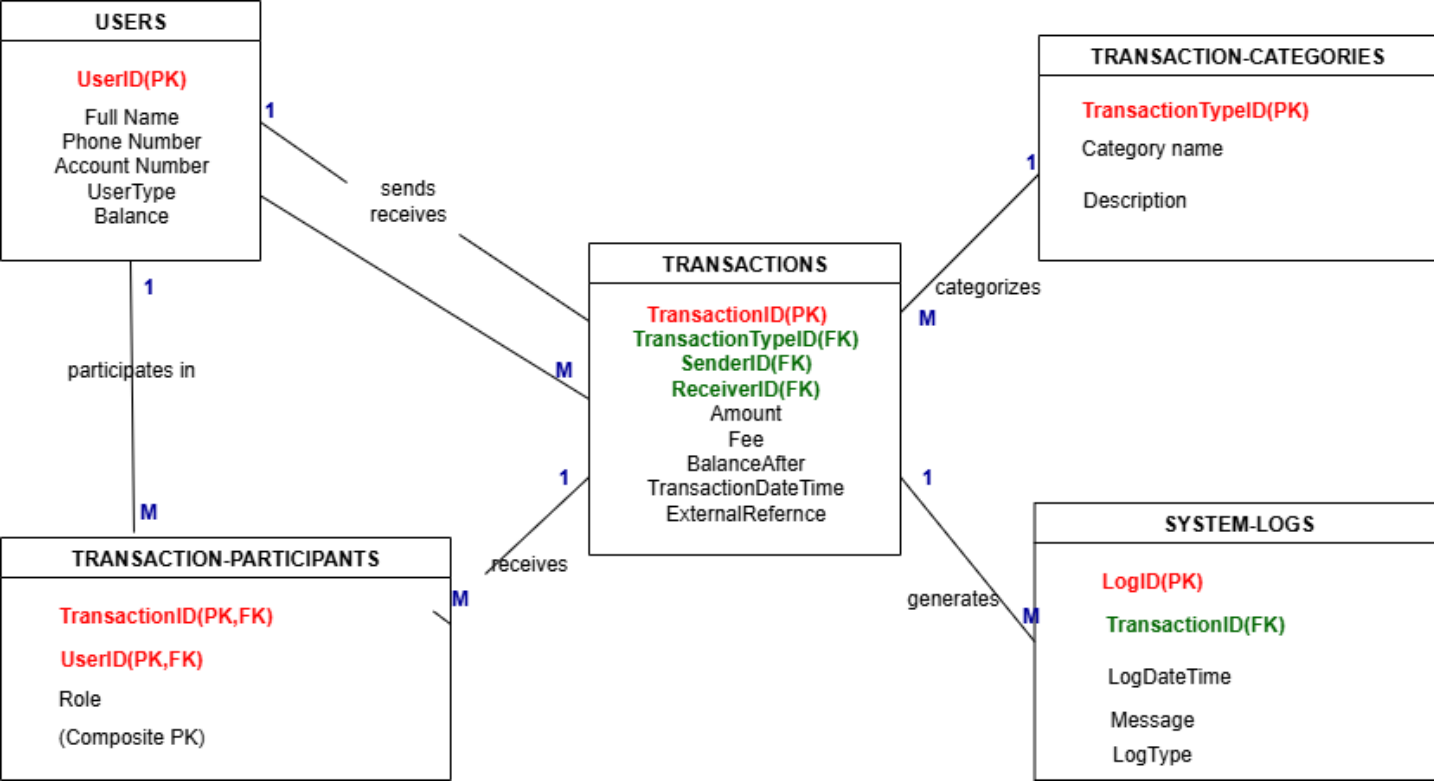 USERS
UserID(PK)
Full Name
Phone Number
Account Number
UserType
Balance
1
sends
receives
M
1
participates in
M
TRANSACTION-CATEGORIES
TransactionTypeID(PK)
Category name
Description
1
categorizes
M
TRANSACTIONS
TransactionID(PK)
TransactionTypeID(FK)
SenderID(FK)
ReceiverID(FK)
Amount
Fee
BalanceAfter
TransactionDateTime
ExternalRefernce
1
receives
M
1
generates
M
TRANSACTION-PARTICIPANTS
TransactionID(PK,FK)
UserID(PK,FK)
Role
(Composite PK)
SYSTEM-LOGS
LogID(PK)
TransactionID(FK)
LogDateTime
Message
LogType